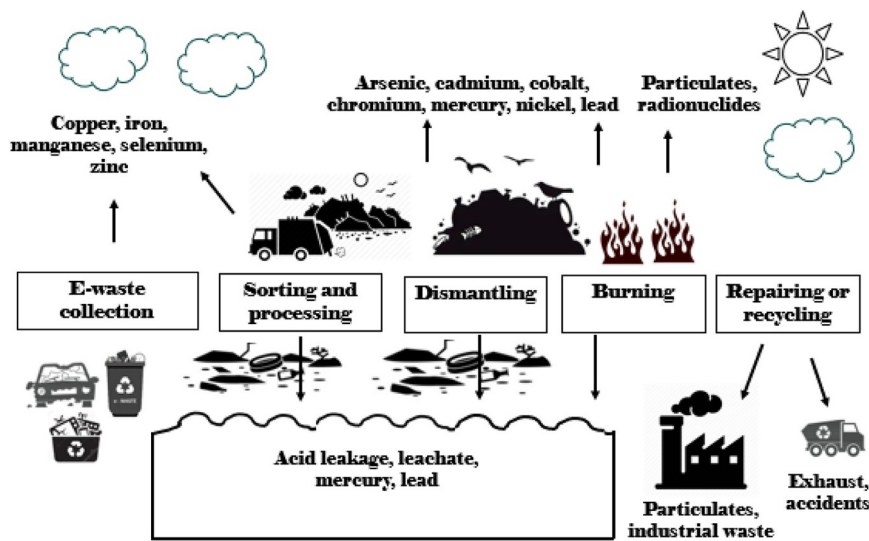 Arsenic, cadmium, cobalt,
chromium, mercury, nickel, lead
Particulates,
radionuclides
Copper, iron,
manganese, selenium,
zinc
E-waste
collection
Sorting and
processing
Dismantling
Burning
Repairing or
recycling
Acid leakage, leachate,
mercury, lead
Particulates,
industrial waste
Exhaust,
accidents